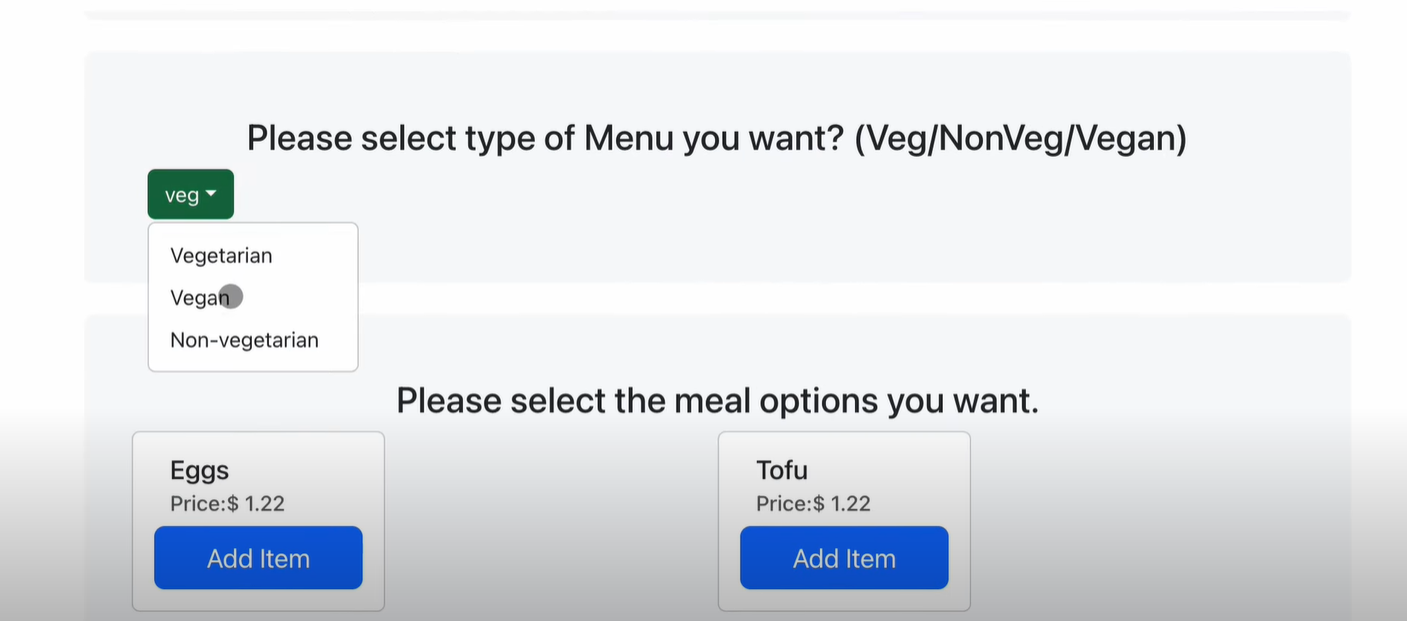 Please select type of Menu you want? (Veg/NonVeg/Vegan)
veg
Vegetarian
Vegan
Non-vegetarian
Please select the meal options you want.
Eggs
Price:$ 1.22
Add Item
Tofu
Price:$ 1.22
Add Item